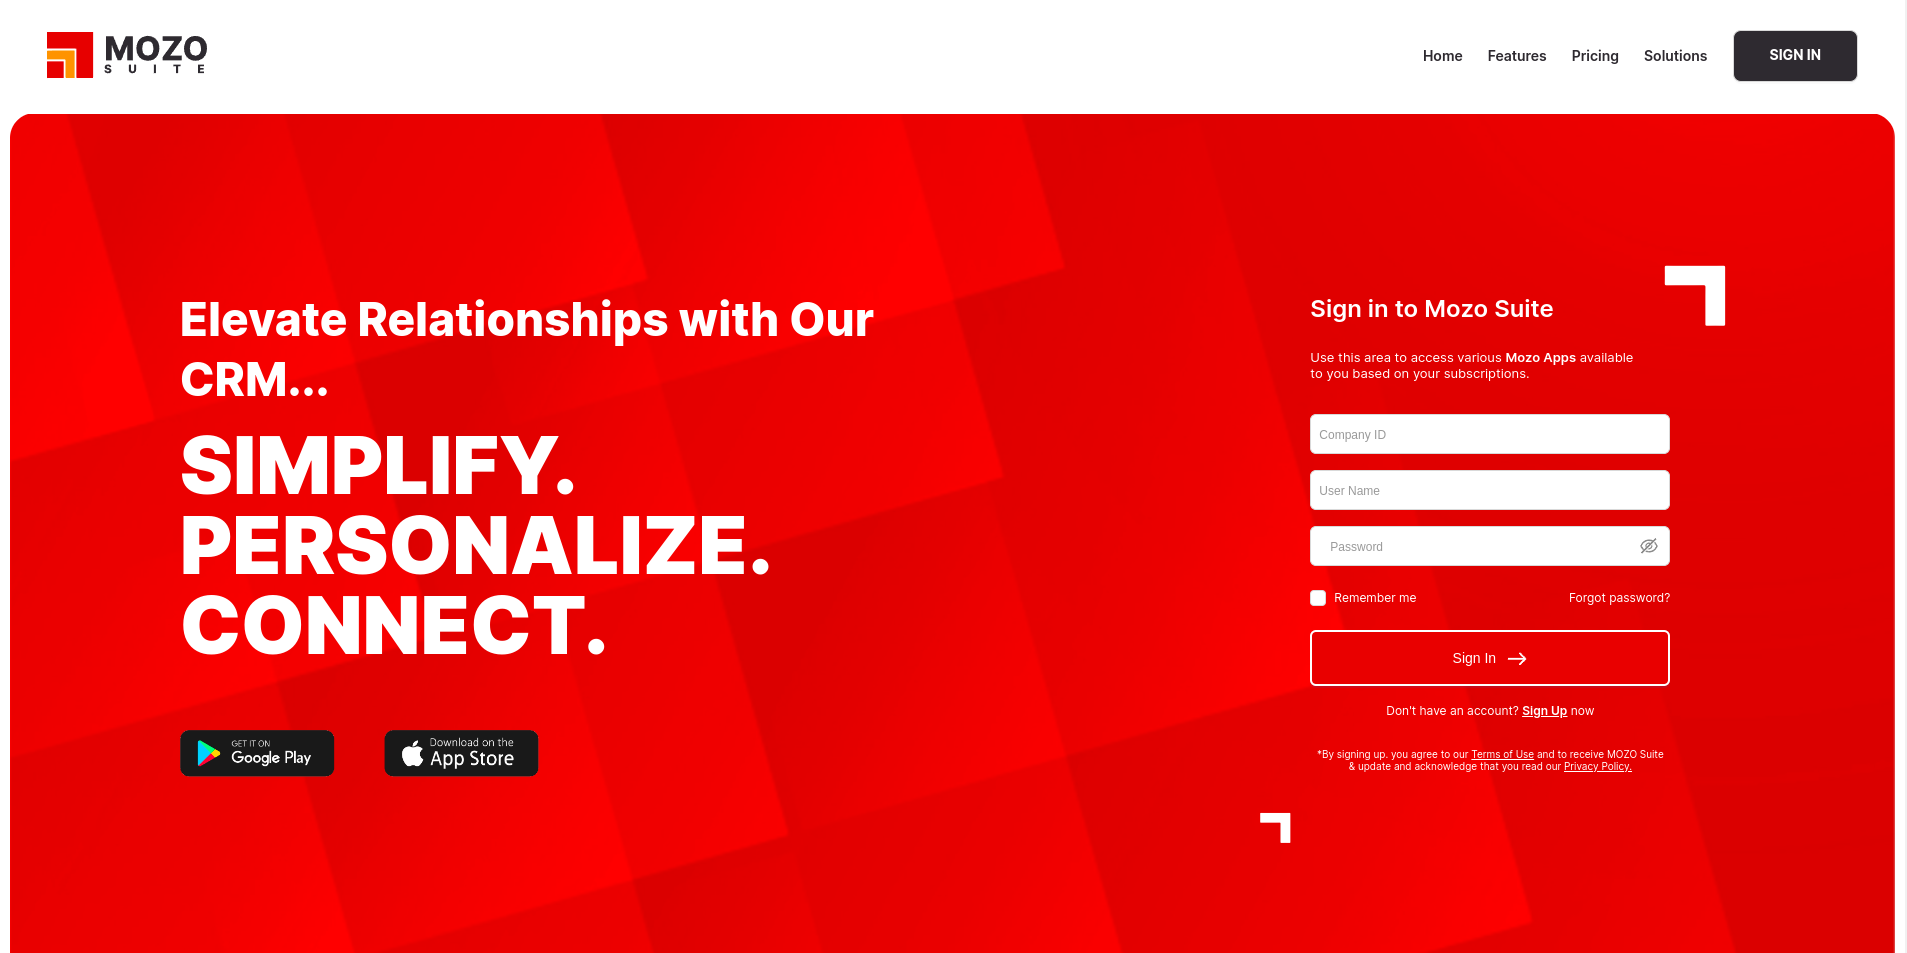 MOZO
SUITE
Home
Features
Pricing
Solutions
SIGN IN
Elevate Relationships with Our
CRM...
SIMPLIFY.
PERSONALIZE.
CONNECT.
GET IT ON
Google Play
Download on the
App Store
Sign in to Mozo Suite
Use this area to access various Mozo Apps available
to you based on your subscriptions.
Company ID
User Name
Password
Remember me
Forgot password?
Sign In
Don't have an account? Sign Up now
*By signing up, you agree to our Terms of Use and to receive MOZO Suite
& update and acknowledge that you read our Privacy Policy.